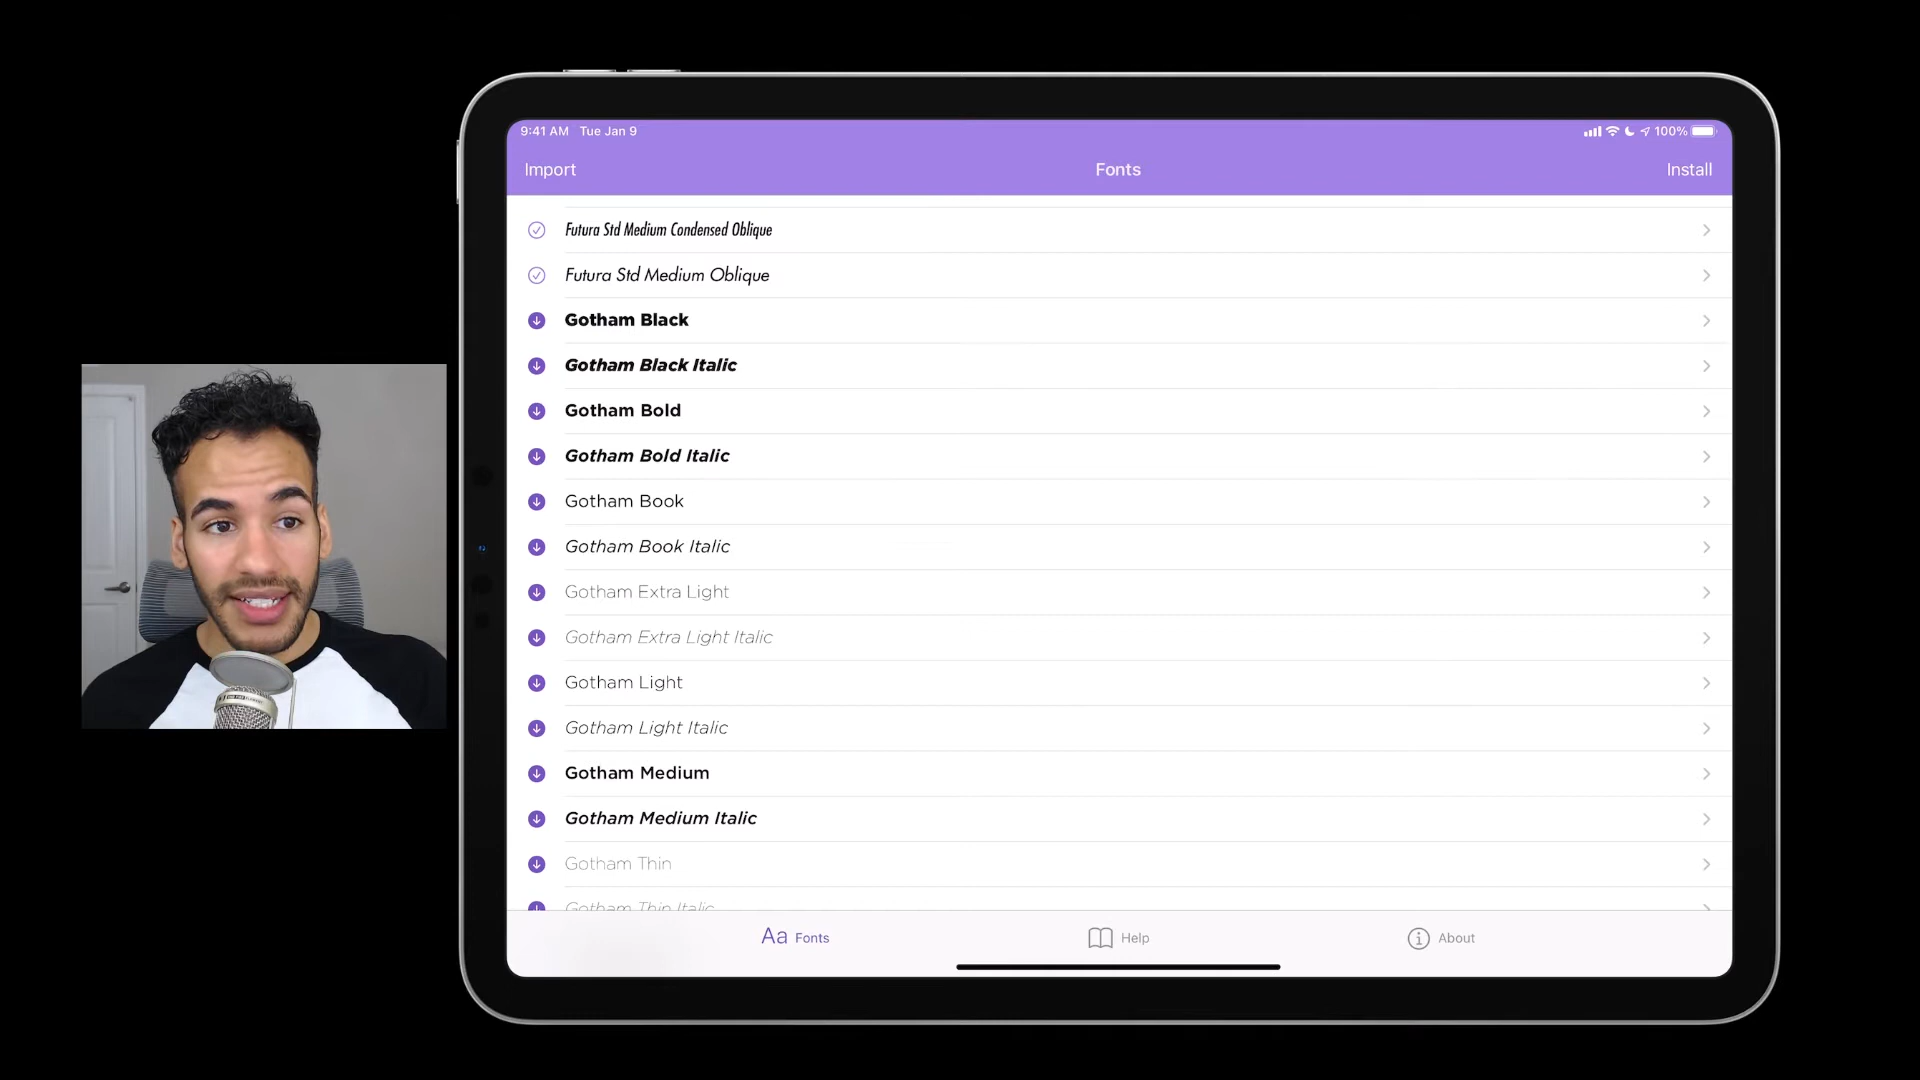 9:41 AM Tue Jan 9
100%
Import Fonts Install
Futura Std Medium Condensed Oblique
Futura Std Medium Oblique
Gotham Black
Gotham Black Italic
Gotham Bold
Gotham Bold Italic
Gotham Book
Gotham Book Italic
Gotham Extra Light
Gotham Extra Light Italic
Gotham Light
Gotham Light Italic
Gotham Medium
Gotham Medium Italic
Gotham Thin
Gotham Thin Italic
Aa Fonts Help About